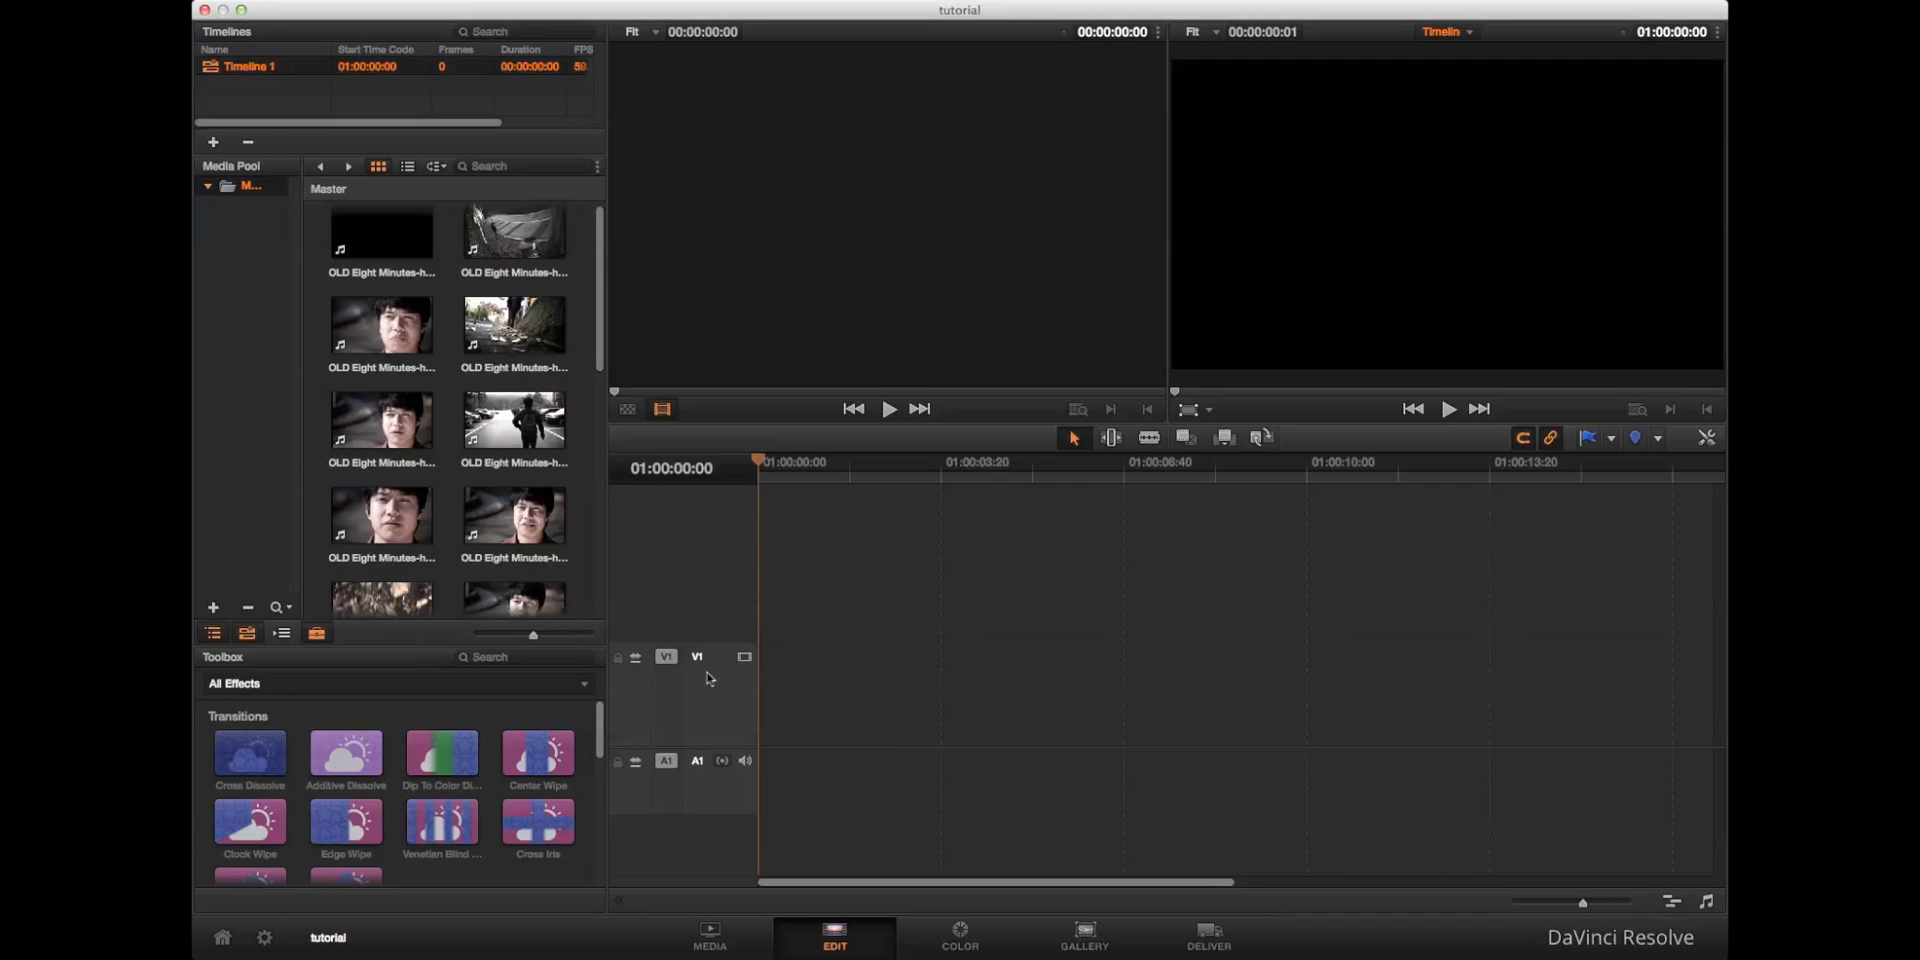 tutorial
Timelines
Search
Name Start Time Code Frames Duration FPS
Timeline 1 01:00:00:00 0 00:00:00:00 59
Media Pool
Search
M...
Master
OLD Eight Minutes-h... OLD Eight Minutes-h...
OLD Eight Minutes-h... OLD Eight Minutes-h...
OLD Eight Minutes-h... OLD Eight Minutes-h...
OLD Eight Minutes-h... OLD Eight Minutes-h...
Toolbox
Search
All Effects
Transitions
Cross Dissolve Additive Dissolve Dip To Color Di... Center Wipe
Clock Wipe Edge Wipe Venetian Blind ... Cross Iris
Fit 00:00:00:00 00:00:00:00
Fit 00:00:00:01 Timelin 01:00:00:00
01:00:00:00
01:00:00:00 01:00:03:20 01:00:06:40 01:00:10:00 01:00:13:20
V1 V1
A1 A1
tutorial
MEDIA EDIT COLOR GALLERY DELIVER
DaVinci Resolve